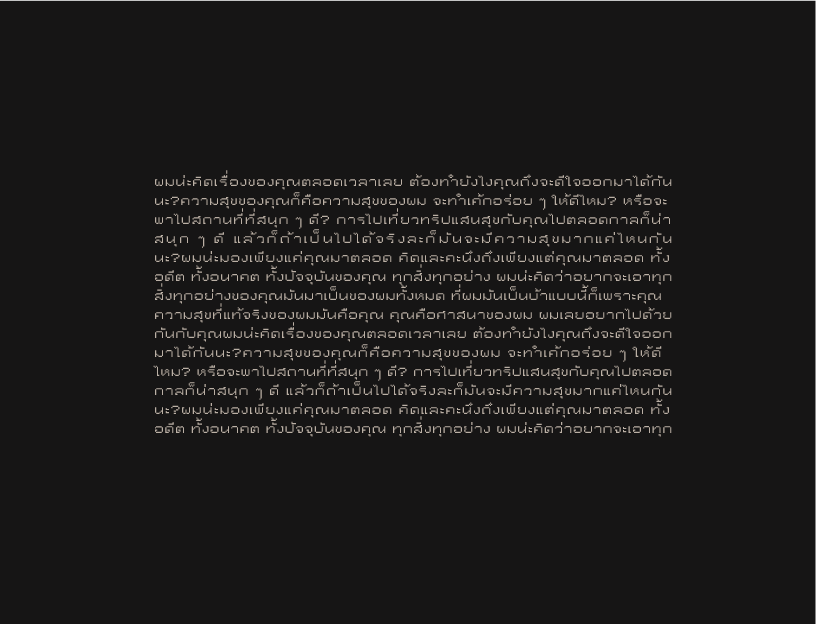 ผมน่ะคิดเรื่องของคุณตลอดเวลาเลย ต้องทำยังไงคุณถึงจะดีใจออกมาได้กัน
นะ?ความสุขของคุณก็คือความสุขของผม จะทำเค้กอร่อย ๆ ให้ดีไหม? หรือจะ
พาไปสถานที่ที่สนุก ๆ ดี? การไปเที่ยวทริปแสนสุขกับคุณไปตลอดกาลก็น่า
สนุก ๆ ดี แล้วก็ถ้าเป็นไปได้จริงละก็มันจะมีความสุขมากแค่ไหนกัน
นะ?ผมน่ะมองเพียงแค่คุณมาตลอด คิดและคะนึงถึงเพียงแต่คุณมาตลอด ทั้ง
อดีต ทั้งอนาคต ทั้งปัจจุบันของคุณ ทุกสิ่งทุกอย่าง ผมน่ะคิดว่าอยากจะเอาทุก
สิ่งทุกอย่างของคุณมันมาเป็นของผมทั้งหมด ที่ผมมันเป็นบ้าแบบนี้ก็เพราะคุณ
ความสุขที่แท้จริงของผมมันคือคุณ คุณคือศาสนาของผม ผมเลยอยากไปด้วย
กันกับคุณผมน่ะคิดเรื่องของคุณตลอดเวลาเลย ต้องทำยังไงคุณถึงจะดีใจออก
มาได้กันนะ?ความสุขของคุณก็คือความสุขของผม จะทำเค้กอร่อย ๆ ให้ดี
ไหม? หรือจะพาไปสถานที่ที่สนุก ๆ ดี? การไปเที่ยวทริปแสนสุขกับคุณไปตลอด
กาลก็น่าสนุก ๆ ดี แล้วก็ถ้าเป็นไปได้จริงละก็มันจะมีความสุขมากแค่ไหนกัน
นะ?ผมน่ะมองเพียงแค่คุณมาตลอด คิดและคะนึงถึงเพียงแต่คุณมาตลอด ทั้ง
อดีต ทั้งอนาคต ทั้งปัจจุบันของคุณ ทุกสิ่งทุกอย่าง ผมน่ะคิดว่าอยากจะเอาทุก